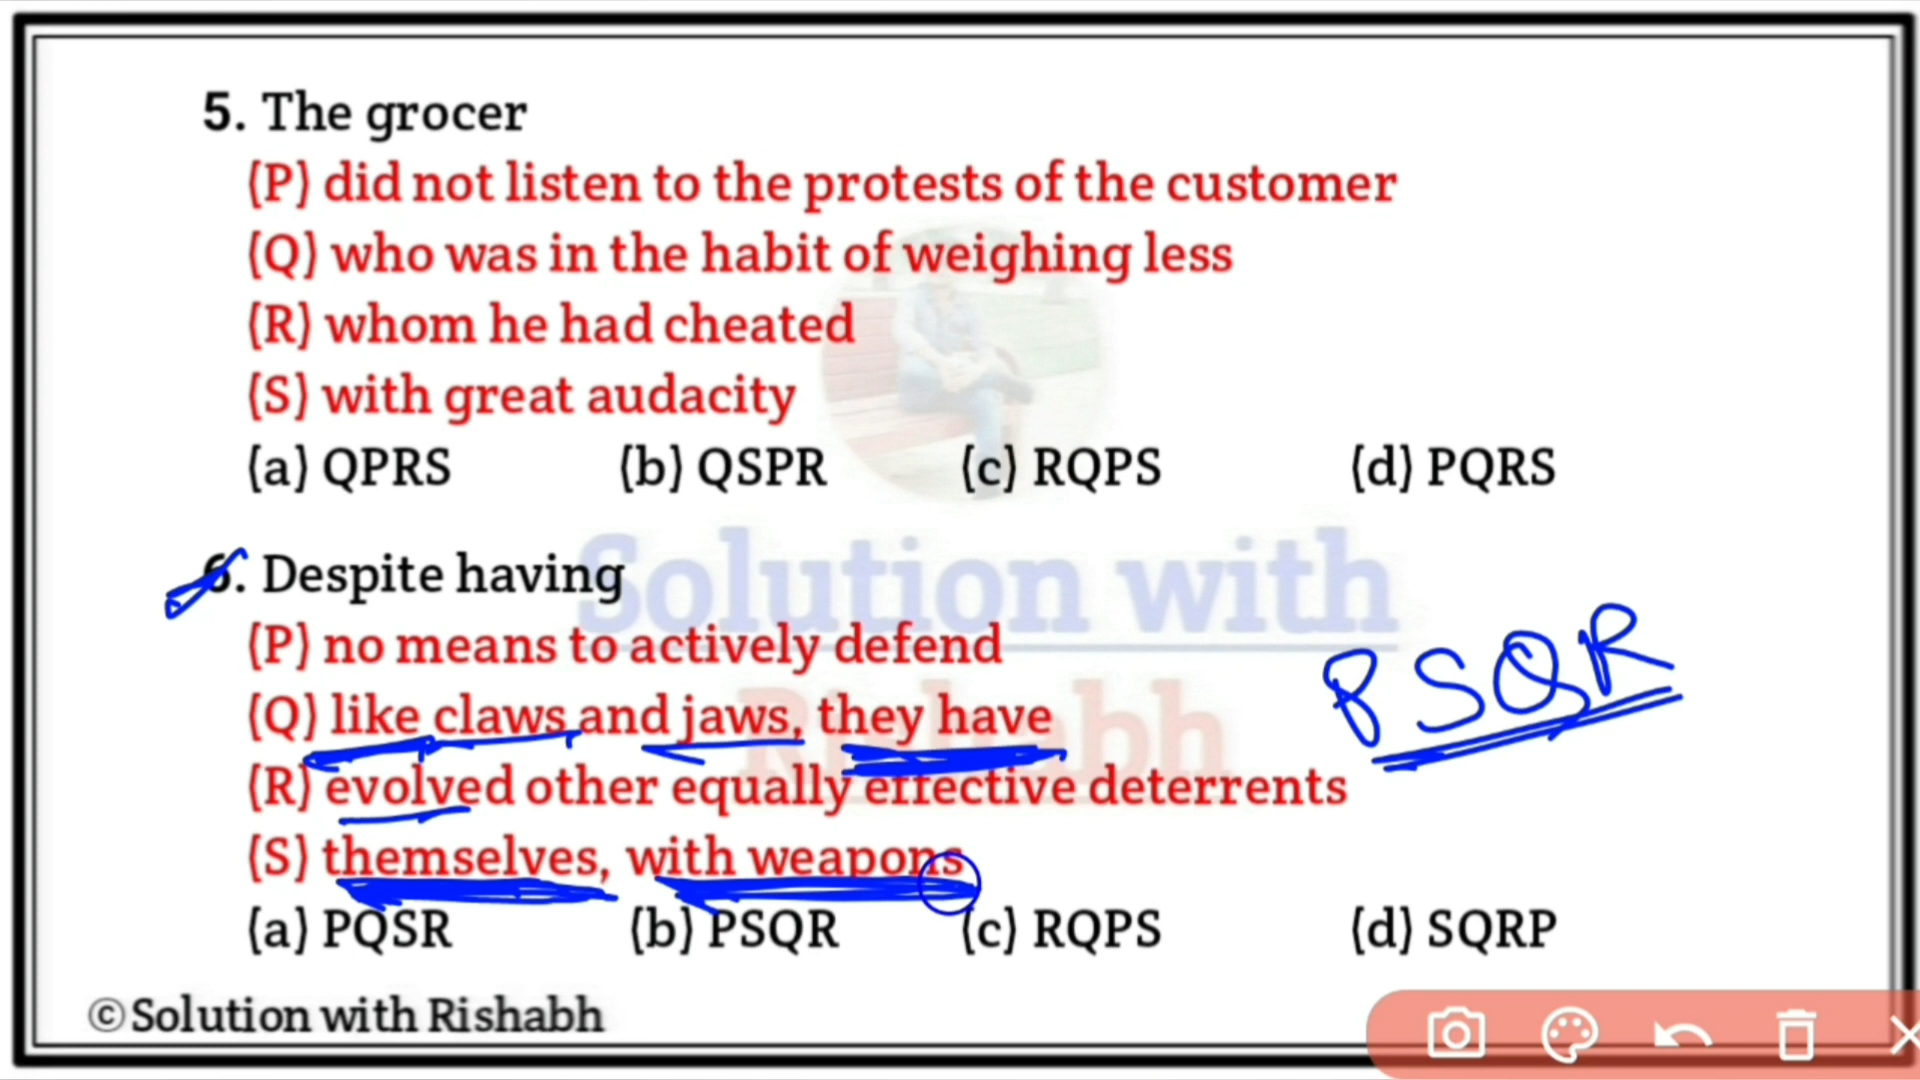 5. The grocer
(P) did not listen to the protests of the customer
(Q) who was in the habit of weighing less
(R) whom he had cheated
(S) with great audacity
(a) QPRS (b) QSPR (c) RQPS (d) PQRS
6. Despite having
(P) no means to actively defend
(Q) like claws and jaws, they have
(R) evolved other equally effective deterrents
(S) themselves, with weapons
(a) PQSR (b) PSQR (c) RQPS (d) SQRP
PSQR
Solution with
Rishabh
© Solution with Rishabh